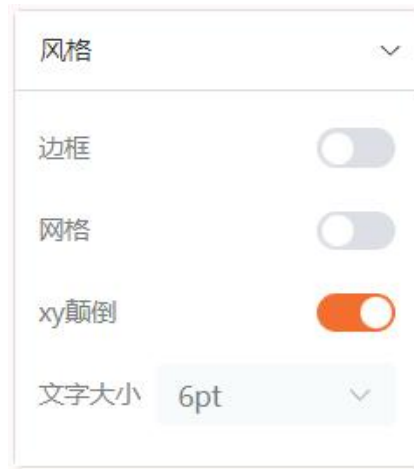 风格
边框
网格
xy颠倒
文字大小 6pt